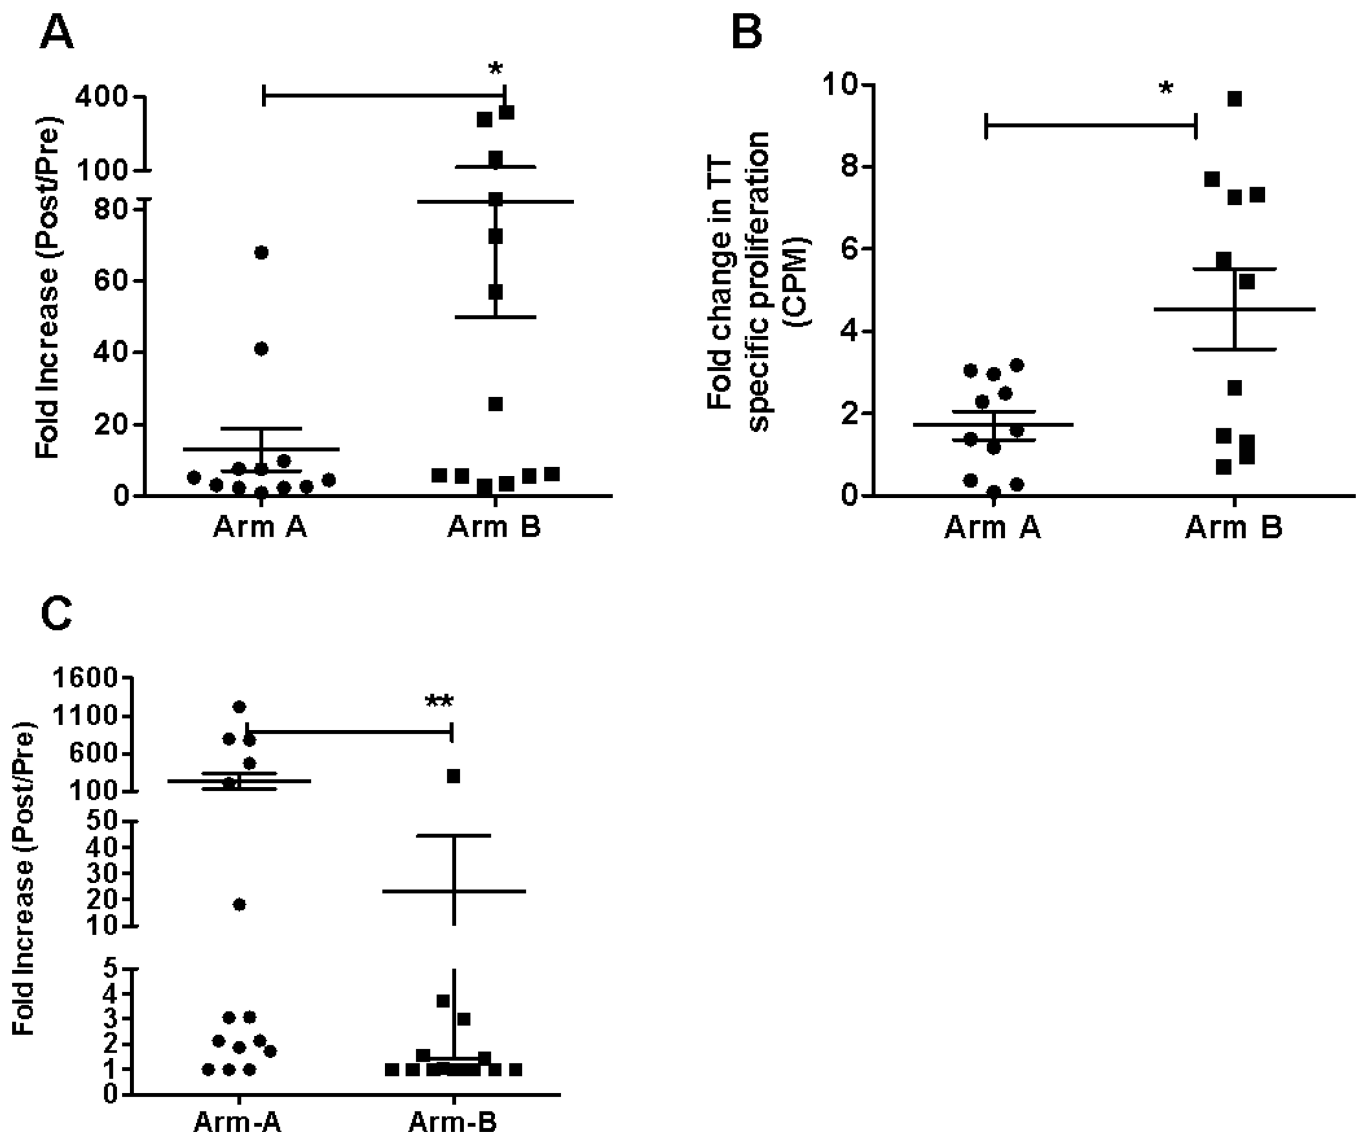 A
Fold Increase (Post/Pre)
400
100
80
60
40
20
0
*
Arm A
Arm B
B
Fold change in TT
specific proliferation
(CPM)
10
8
6
4
2
0
*
Arm A
Arm B
C
Fold Increase (Post/Pre)
1600
1100
600
100
50
40
30
20
10
5
4
3
2
1
0
**
Arm-A
Arm-B